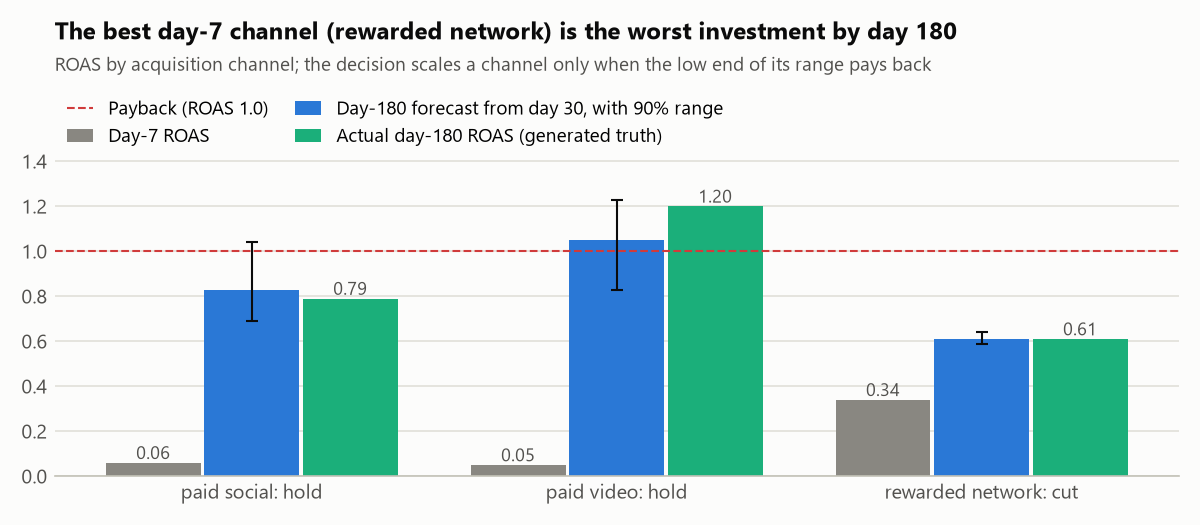 The best day-7 channel (rewarded network) is the worst investment by day 180
ROAS by acquisition channel; the decision scales a channel only when the low end of its range pays back
Payback (ROAS 1.0)
Day-180 forecast from day 30, with 90% range
Day-7 ROAS
Actual day-180 ROAS (generated truth)
1.4
1.2
1.0
0.8
0.6
0.4
0.2
0.0
0.06
0.79
0.05
1.20
0.34
0.61
paid social: hold
paid video: hold
rewarded network: cut